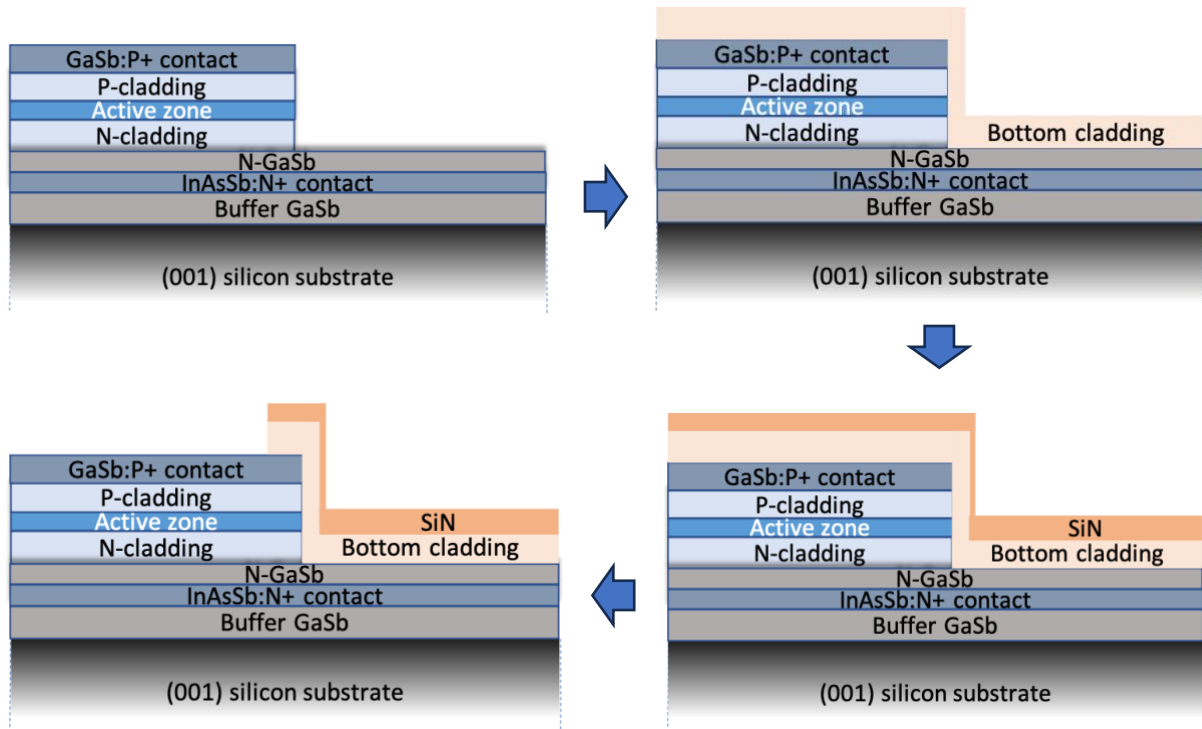 GaSb:P+ contact
P-cladding
Active zone
N-cladding
N-GaSb
InAsSb:N+ contact
Buffer GaSb
(001) silicon substrate
GaSb:P+ contact
P-cladding
Active zone
N-cladding
Bottom cladding
N-GaSb
InAsSb:N+ contact
Buffer GaSb
(001) silicon substrate
GaSb:P+ contact
P-cladding
Active zone
SiN
N-cladding
Bottom cladding
N-GaSb
InAsSb:N+ contact
Buffer GaSb
(001) silicon substrate
GaSb:P+ contact
P-cladding
Active zone
SiN
N-cladding
Bottom cladding
N-GaSb
InAsSb:N+ contact
Buffer GaSb
(001) silicon substrate